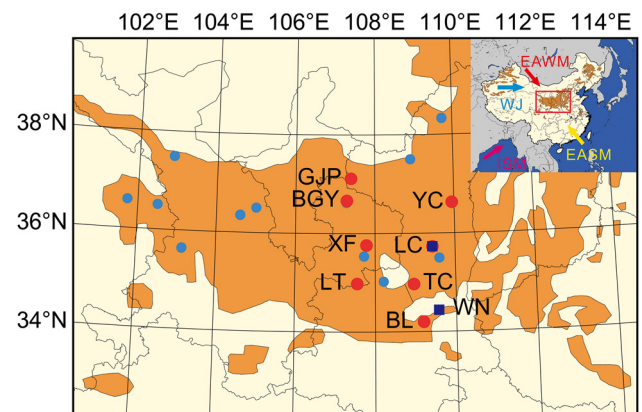 102°E 104°E 106°E 108°E 110°E 112°E 114°E
EAWM
WJ
EASM
ISM
38°N
GJP
BGY YC
36°N
XF LC
LT TC
WN
34°N BL